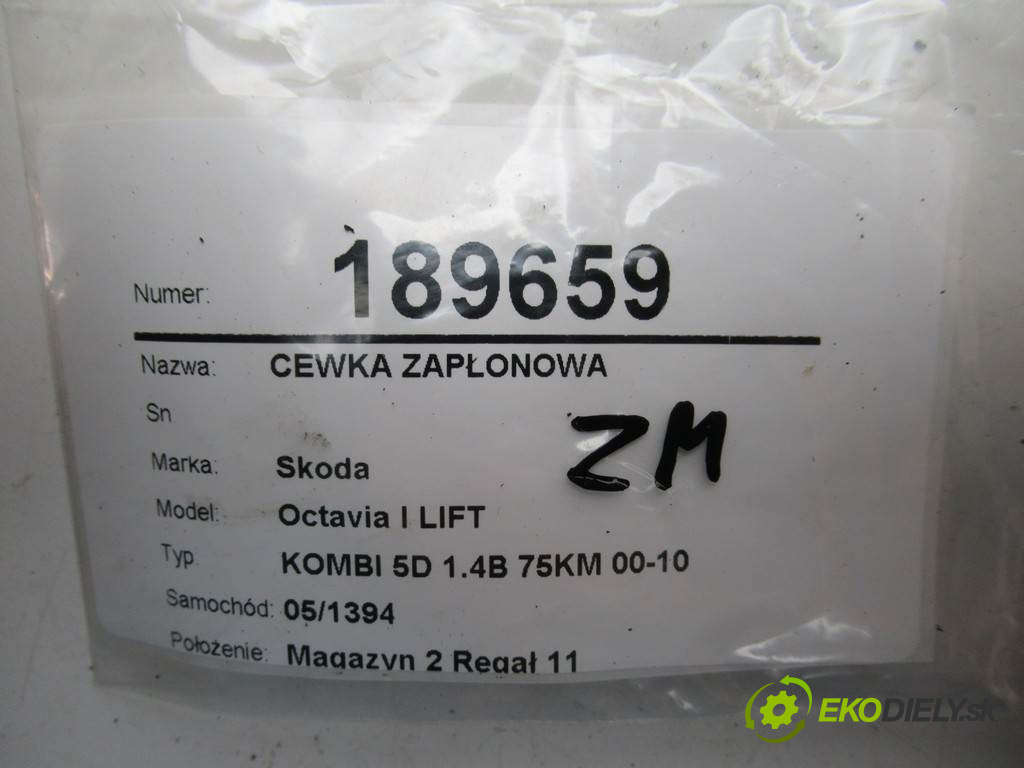 Numer: 189659
Nazwa: CEWKA ZAPŁONOWA
Sn
ZM
Marka: Skoda
Model: Octavia I LIFT
Typ. KOMBI 5D 1.4B 75KM 00-10
Samochód: 05/1394
Położenie: Magazyn 2 Regał 11
EKODIELY.sk